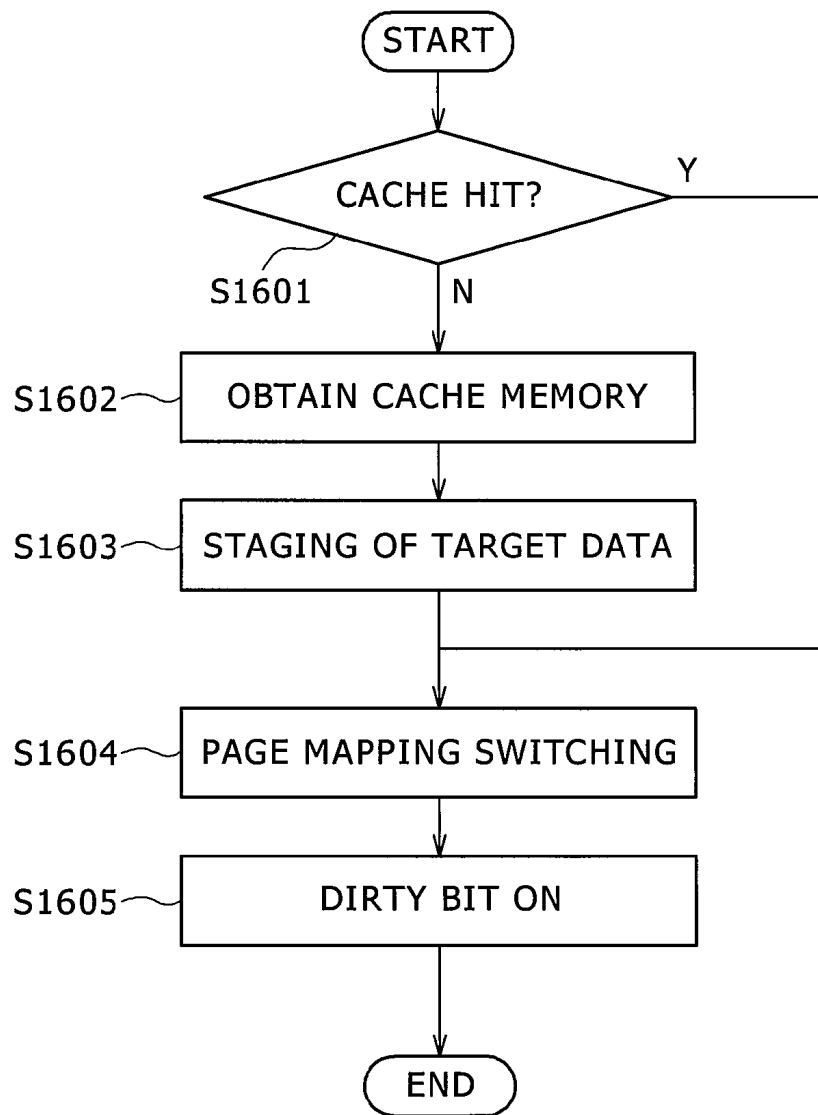 START
CACHE HIT?
Y
S1601
N
S1602
OBTAIN CACHE MEMORY
S1603
STAGING OF TARGET DATA
S1604
PAGE MAPPING SWITCHING
S1605
DIRTY BIT ON
END